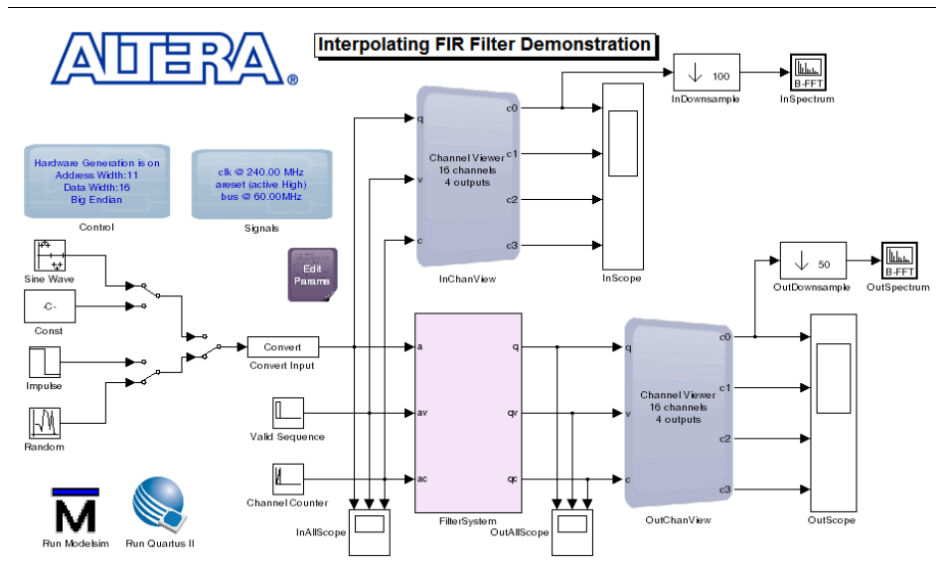 ALTERA®
Interpolating FIR Filter Demonstration
100
InDownsample
B-FFT
InSpectrum
Hardware Generation is on
Address Width:11
Data Width:16
Big Endian
Control
clk @ 240.00 MHz
areset (active High)
bus @ 60.00MHz
Signals
Edit
Params
q
v
c
Channel Viewer
16 channels
4 outputs
c0
c1
c2
c3
InChanView
InScope
Sine Wave
-C-
Const
Impulse
Random
Convert
Convert Input
Valid Sequence
Channel Counter
InAllScope
a
av
ac
q
qv
qc
FilterSystem
OutAllScope
q
v
c
Channel Viewer
16 channels
4 outputs
c0
c1
c2
c3
OutChanView
50
OutDownsample
B-FFT
OutSpectrum
OutScope
M
Run Modelsim
Run Quartus II